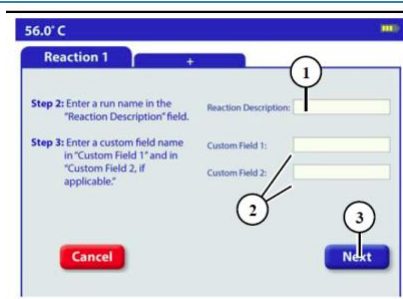 56.0° C
Reaction 1
+
1
Step 2: Enter a run name in the
"Reaction Description" field.
Reaction Description:
Step 3: Enter a custom field name
in "Custom Field 1" and in
"Custom Field 2, if
applicable."
Custom Field 1:
Custom Field 2:
2
3
Cancel
Next